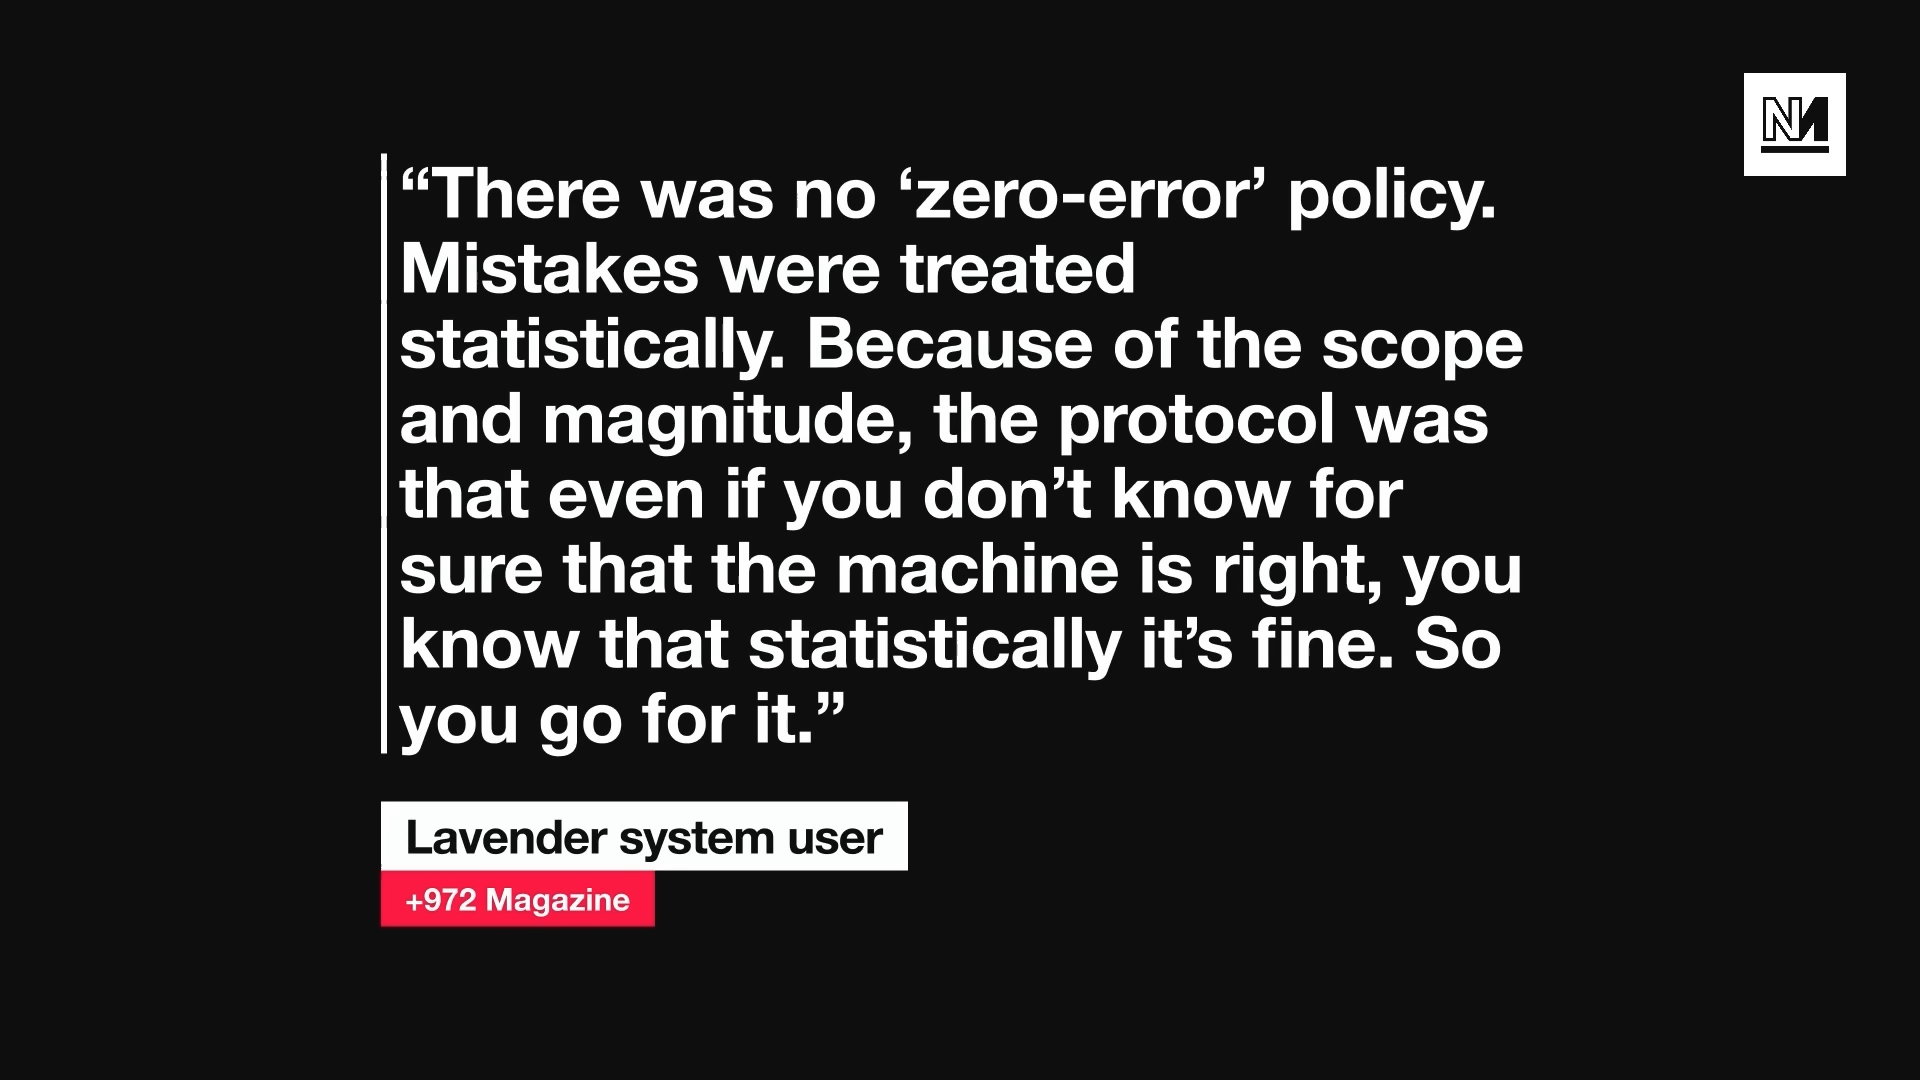 “There was no ‘zero-error’ policy.
Mistakes were treated
statistically. Because of the scope
and magnitude, the protocol was
that even if you don’t know for
sure that the machine is right, you
know that statistically it’s fine. So
you go for it.”
Lavender system user
+972 Magazine
NM